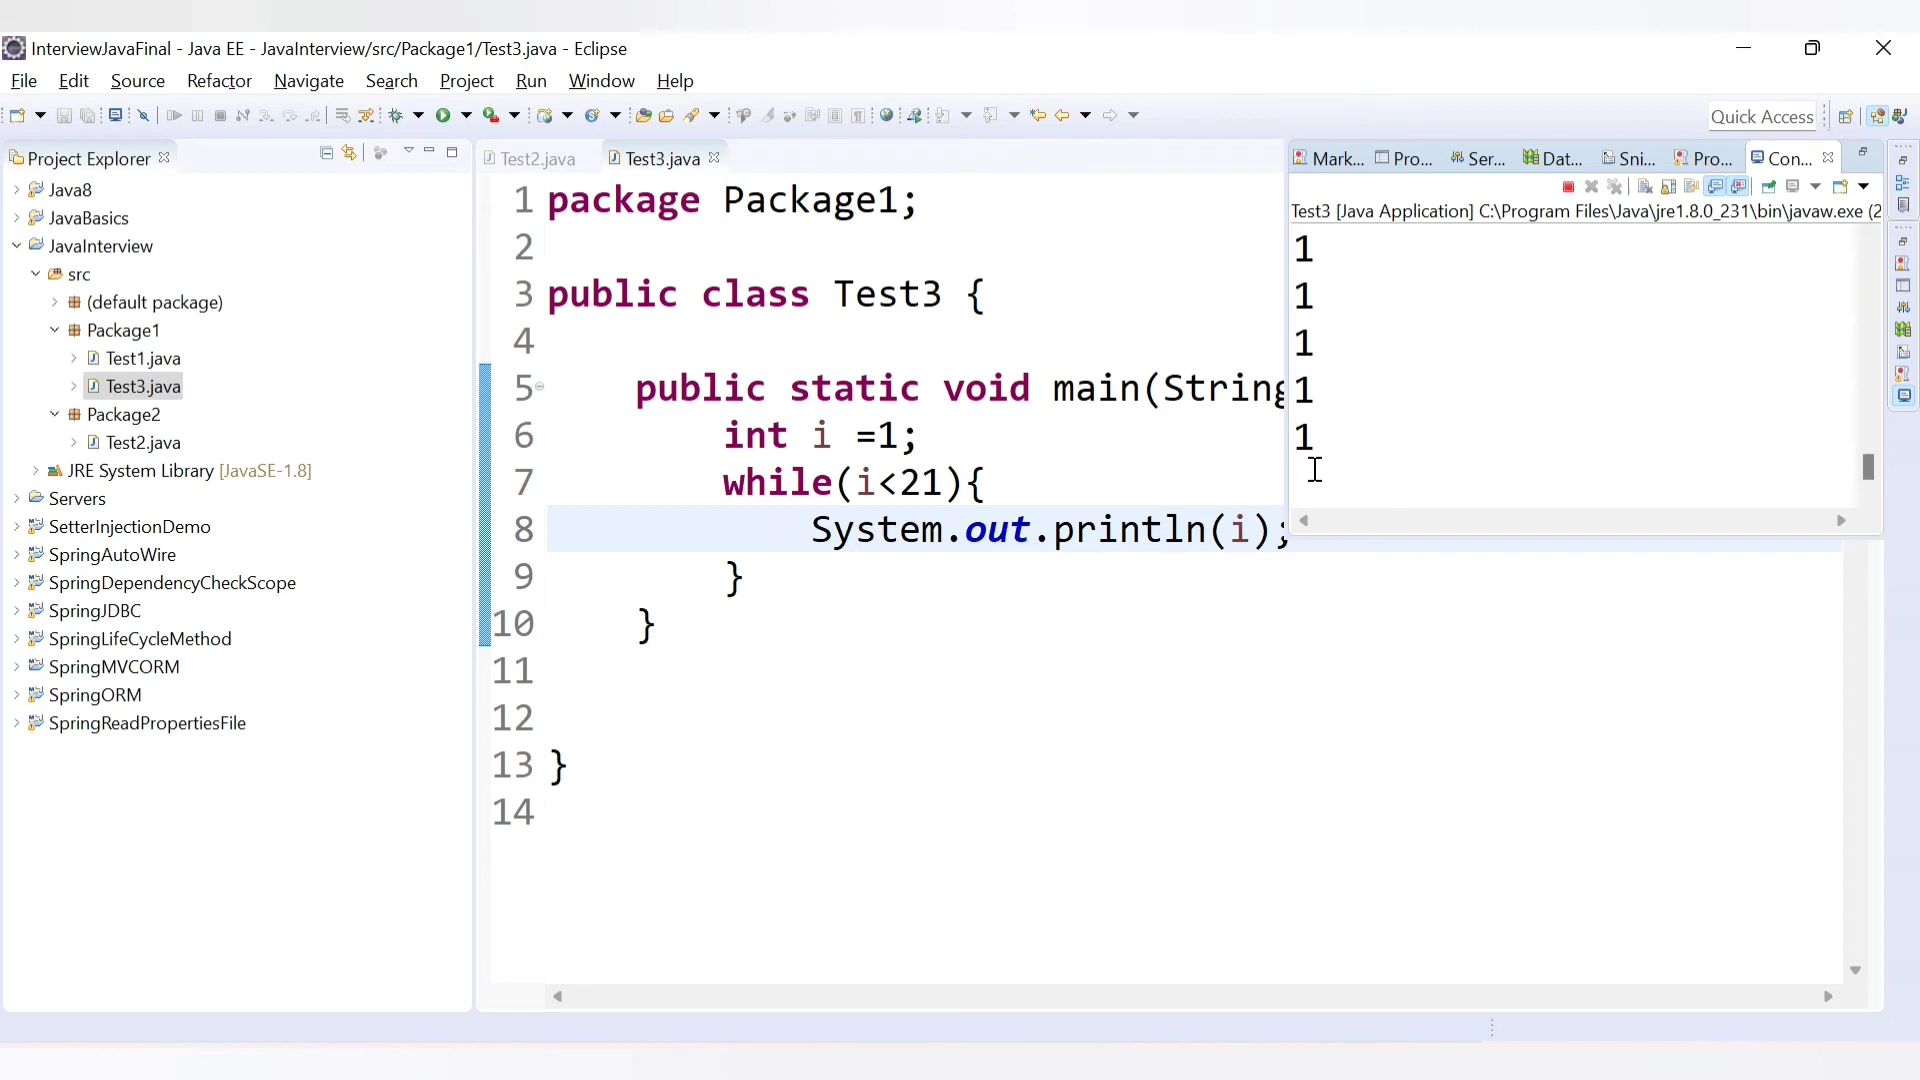 InterviewJavaFinal - Java EE - JavaInterview/src/Package1/Test3.java - Eclipse
File Edit Source Refactor Navigate Search Project Run Window Help
Quick Access
Project Explorer
Java8
JavaBasics
JavaInterview
src
(default package)
Package1
Test1.java
Test3.java
Package2
Test2.java
JRE System Library [JavaSE-1.8]
Servers
SetterInjectionDemo
SpringAutoWire
SpringDependencyCheckScope
SpringJDBC
SpringLifeCycleMethod
SpringMVCORM
SpringORM
SpringReadPropertiesFile
Test2.java Test3.java
1 package Package1;
2
3 public class Test3 {
4
5 public static void main(String
6 int i =1;
7 while(i<21){
8 System.out.println(i);
9 }
10 }
11
12
13 }
14
Mark... Pro... Ser... Dat... Sni... Pro... Con...
Test3 [Java Application] C:\Program Files\Java\jre1.8.0_231\bin\javaw.exe (2
1
1
1
1
1